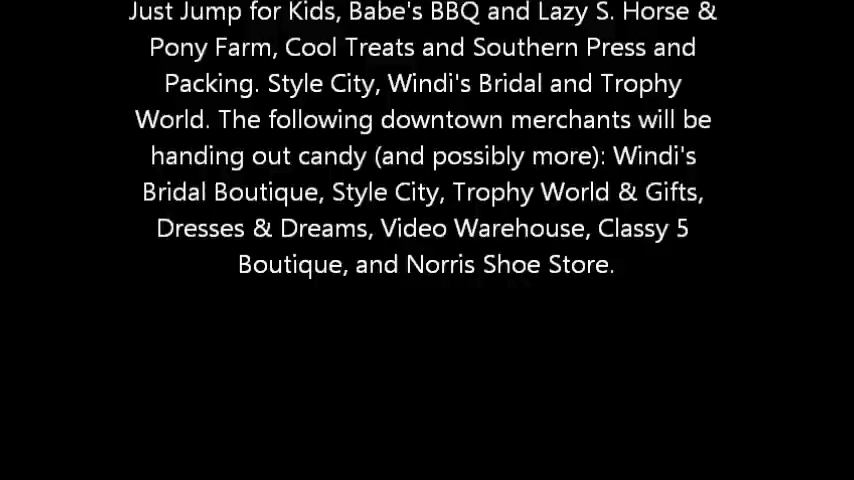 Just Jump for Kids, Babe's BBQ and Lazy S. Horse &
Pony Farm, Cool Treats and Southern Press and
Packing. Style City, Windi's Bridal and Trophy
World. The following downtown merchants will be
handing out candy (and possibly more): Windi's
Bridal Boutique, Style City, Trophy World & Gifts,
Dresses & Dreams, Video Warehouse, Classy 5
Boutique, and Norris Shoe Store.